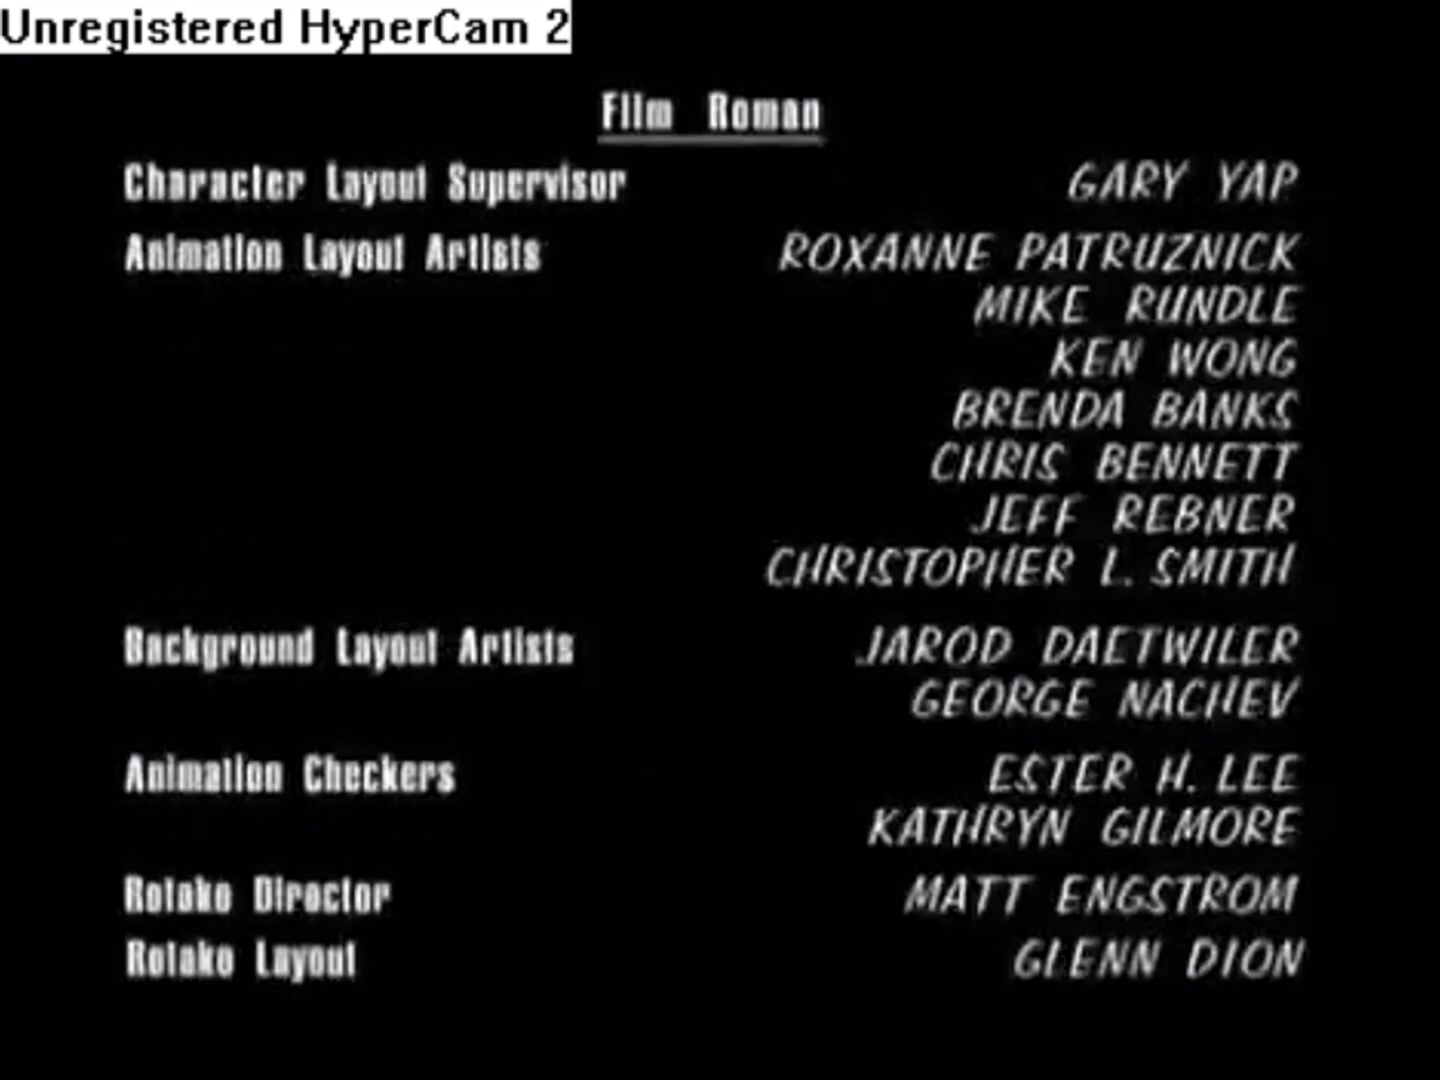 Unregistered HyperCam 2
Film Roman
Character Layout Supervisor GARY YAP
Animation Layout Artists ROXANNE PATRUZNICK
MIKE RUNDLE
KEN WONG
BRENDA BANKS
CHRIS BENNETT
JEFF REBNER
CHRISTOPHER L. SMITH
Background Layout Artists JAROD DAETWILER
GEORGE NACHEV
Animation Checkers ESTER H. LEE
KATHRYN GILMORE
Retake Director MATT ENGSTROM
Retake Layout GLENN DION